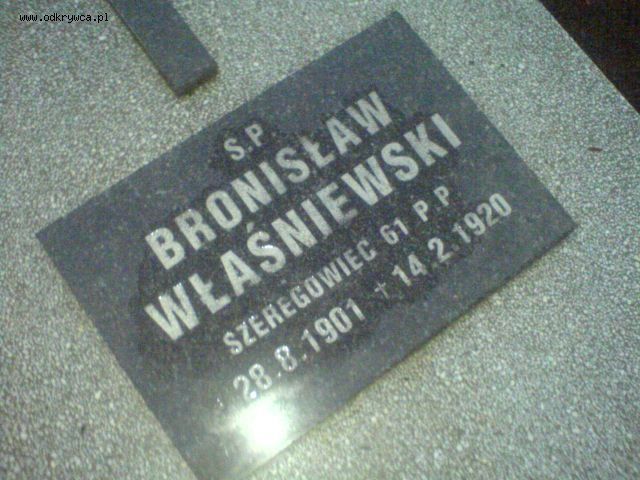 www.odkrywca.pl
Ś.P.
BRONISŁAW
WŁAŚNIEWSKI
SZEREGOWIEC 61 P.P.
28.8.1901 + 14.2.1920